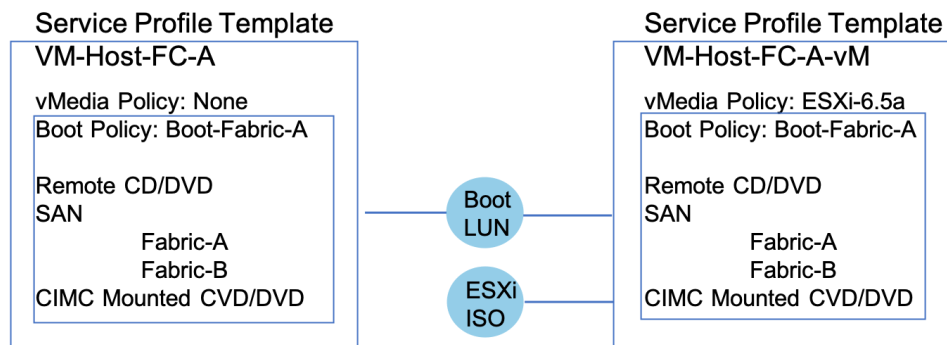 Service Profile Template
VM-Host-FC-A
vMedia Policy: None
Boot Policy: Boot-Fabric-A
Remote CD/DVD
SAN
Fabric-A
Fabric-B
CIMC Mounted CVD/DVD
Boot
LUN
ESXi
ISO
Service Profile Template
VM-Host-FC-A-vM
vMedia Policy: ESXi-6.5a
Boot Policy: Boot-Fabric-A
Remote CD/DVD
SAN
Fabric-A
Fabric-B
CIMC Mounted CVD/DVD